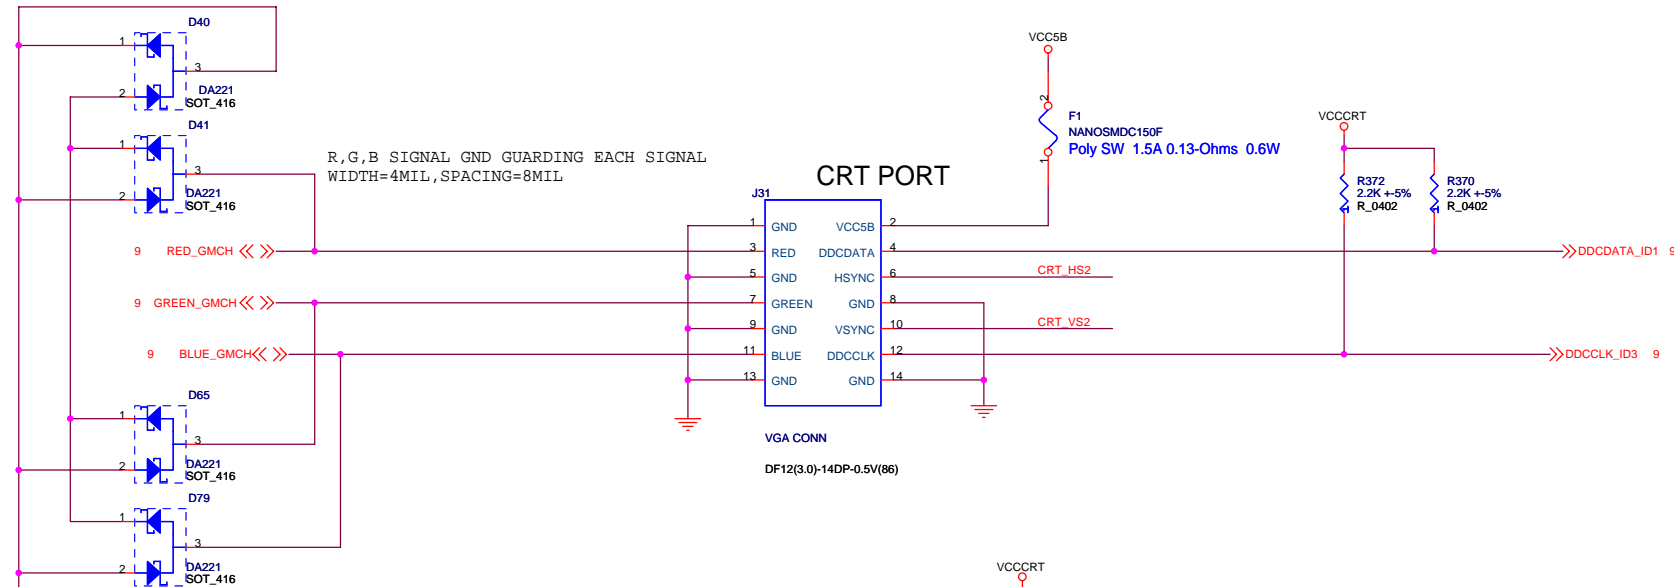 D40
1
3
2
DA221
SOT_416
D41
1
3
2
DA221
SOT_416
R,G,B SIGNAL GND GUARDING EACH SIGNAL
WIDTH=4MIL,SPACING=8MIL
CRT PORT
VCC5B
2
F1
NANOSMDC150F
Poly SW 1.5A 0.13-Ohms 0.6W
1
VCCCRT
R372
2.2K +-5%
R_0402
R370
2.2K +-5%
R_0402
J31
1 GND VCC5B 2
9 RED_GMCH 3 RED DDCDATA 4 DDCDATA_ID1 9
5 GND HSYNC 6 CRT_HS2
9 GREEN_GMCH 7 GREEN GND 8
9 GND VSYNC 10 CRT_VS2
9 BLUE_GMCH 11 BLUE DDCCLK 12 DDCCLK_ID3 9
13 GND GND 14
VGA CONN
DF12(3.0)-14DP-0.5V(86)
D65
1
3
2
DA221
SOT_416
D79
1
3
2
DA221
SOT_416
VCCCRT